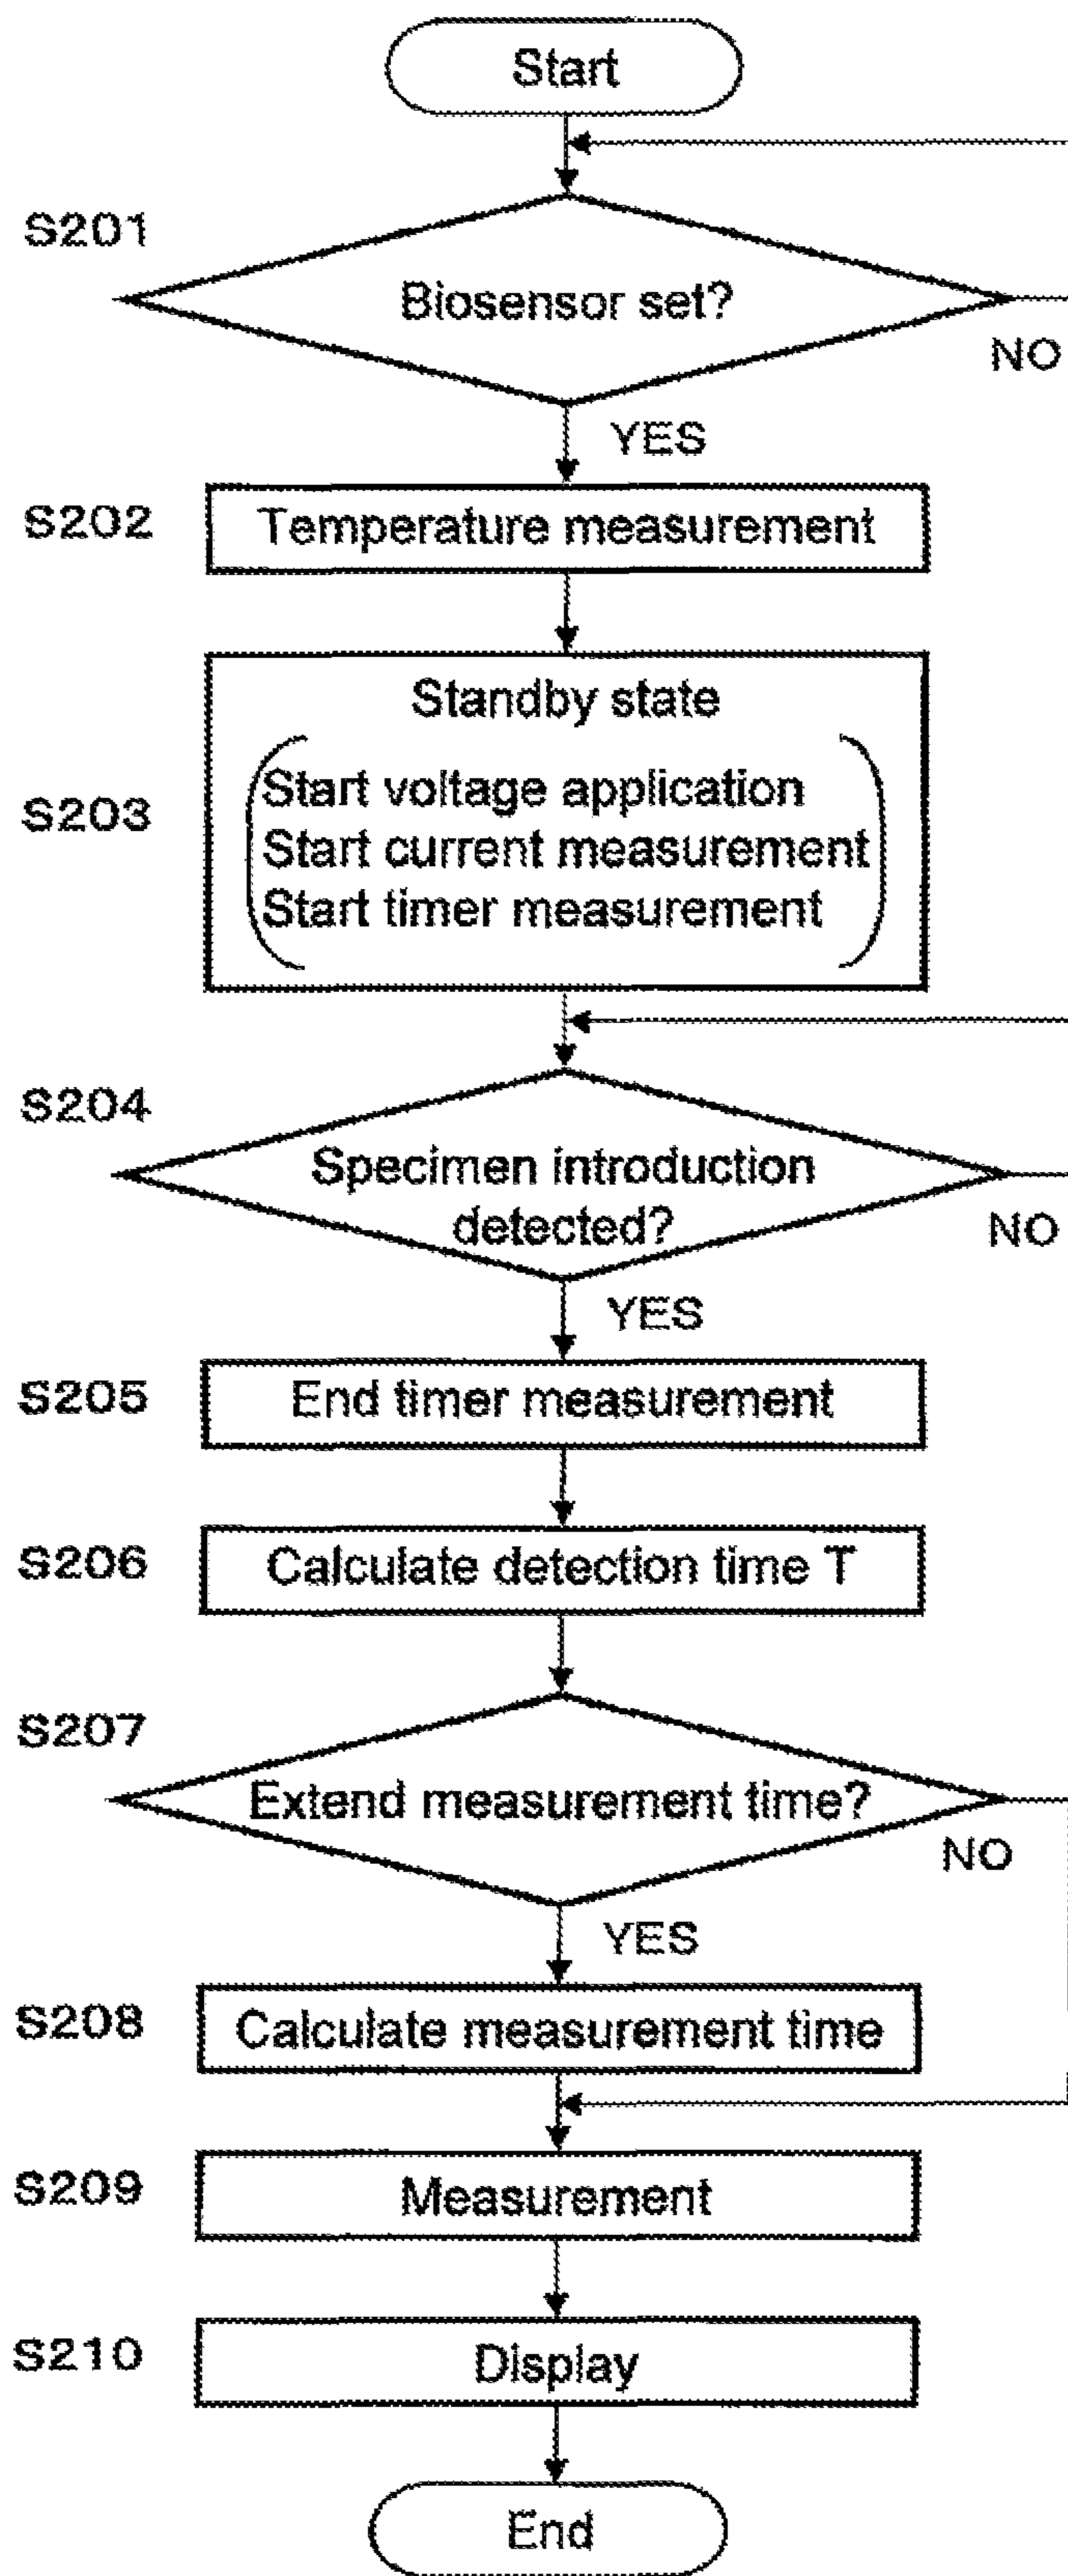 Start
S201
Biosensor set?
NO
YES
S202
Temperature measurement
Standby state
S203
Start voltage application
Start current measurement
Start timer measurement
S204
Specimen introduction
detected?
NO
YES
S205
End timer measurement
S206
Calculate detection time T
S207
Extend measurement time?
NO
YES
S208
Calculate measurement time
S209
Measurement
S210
Display
End